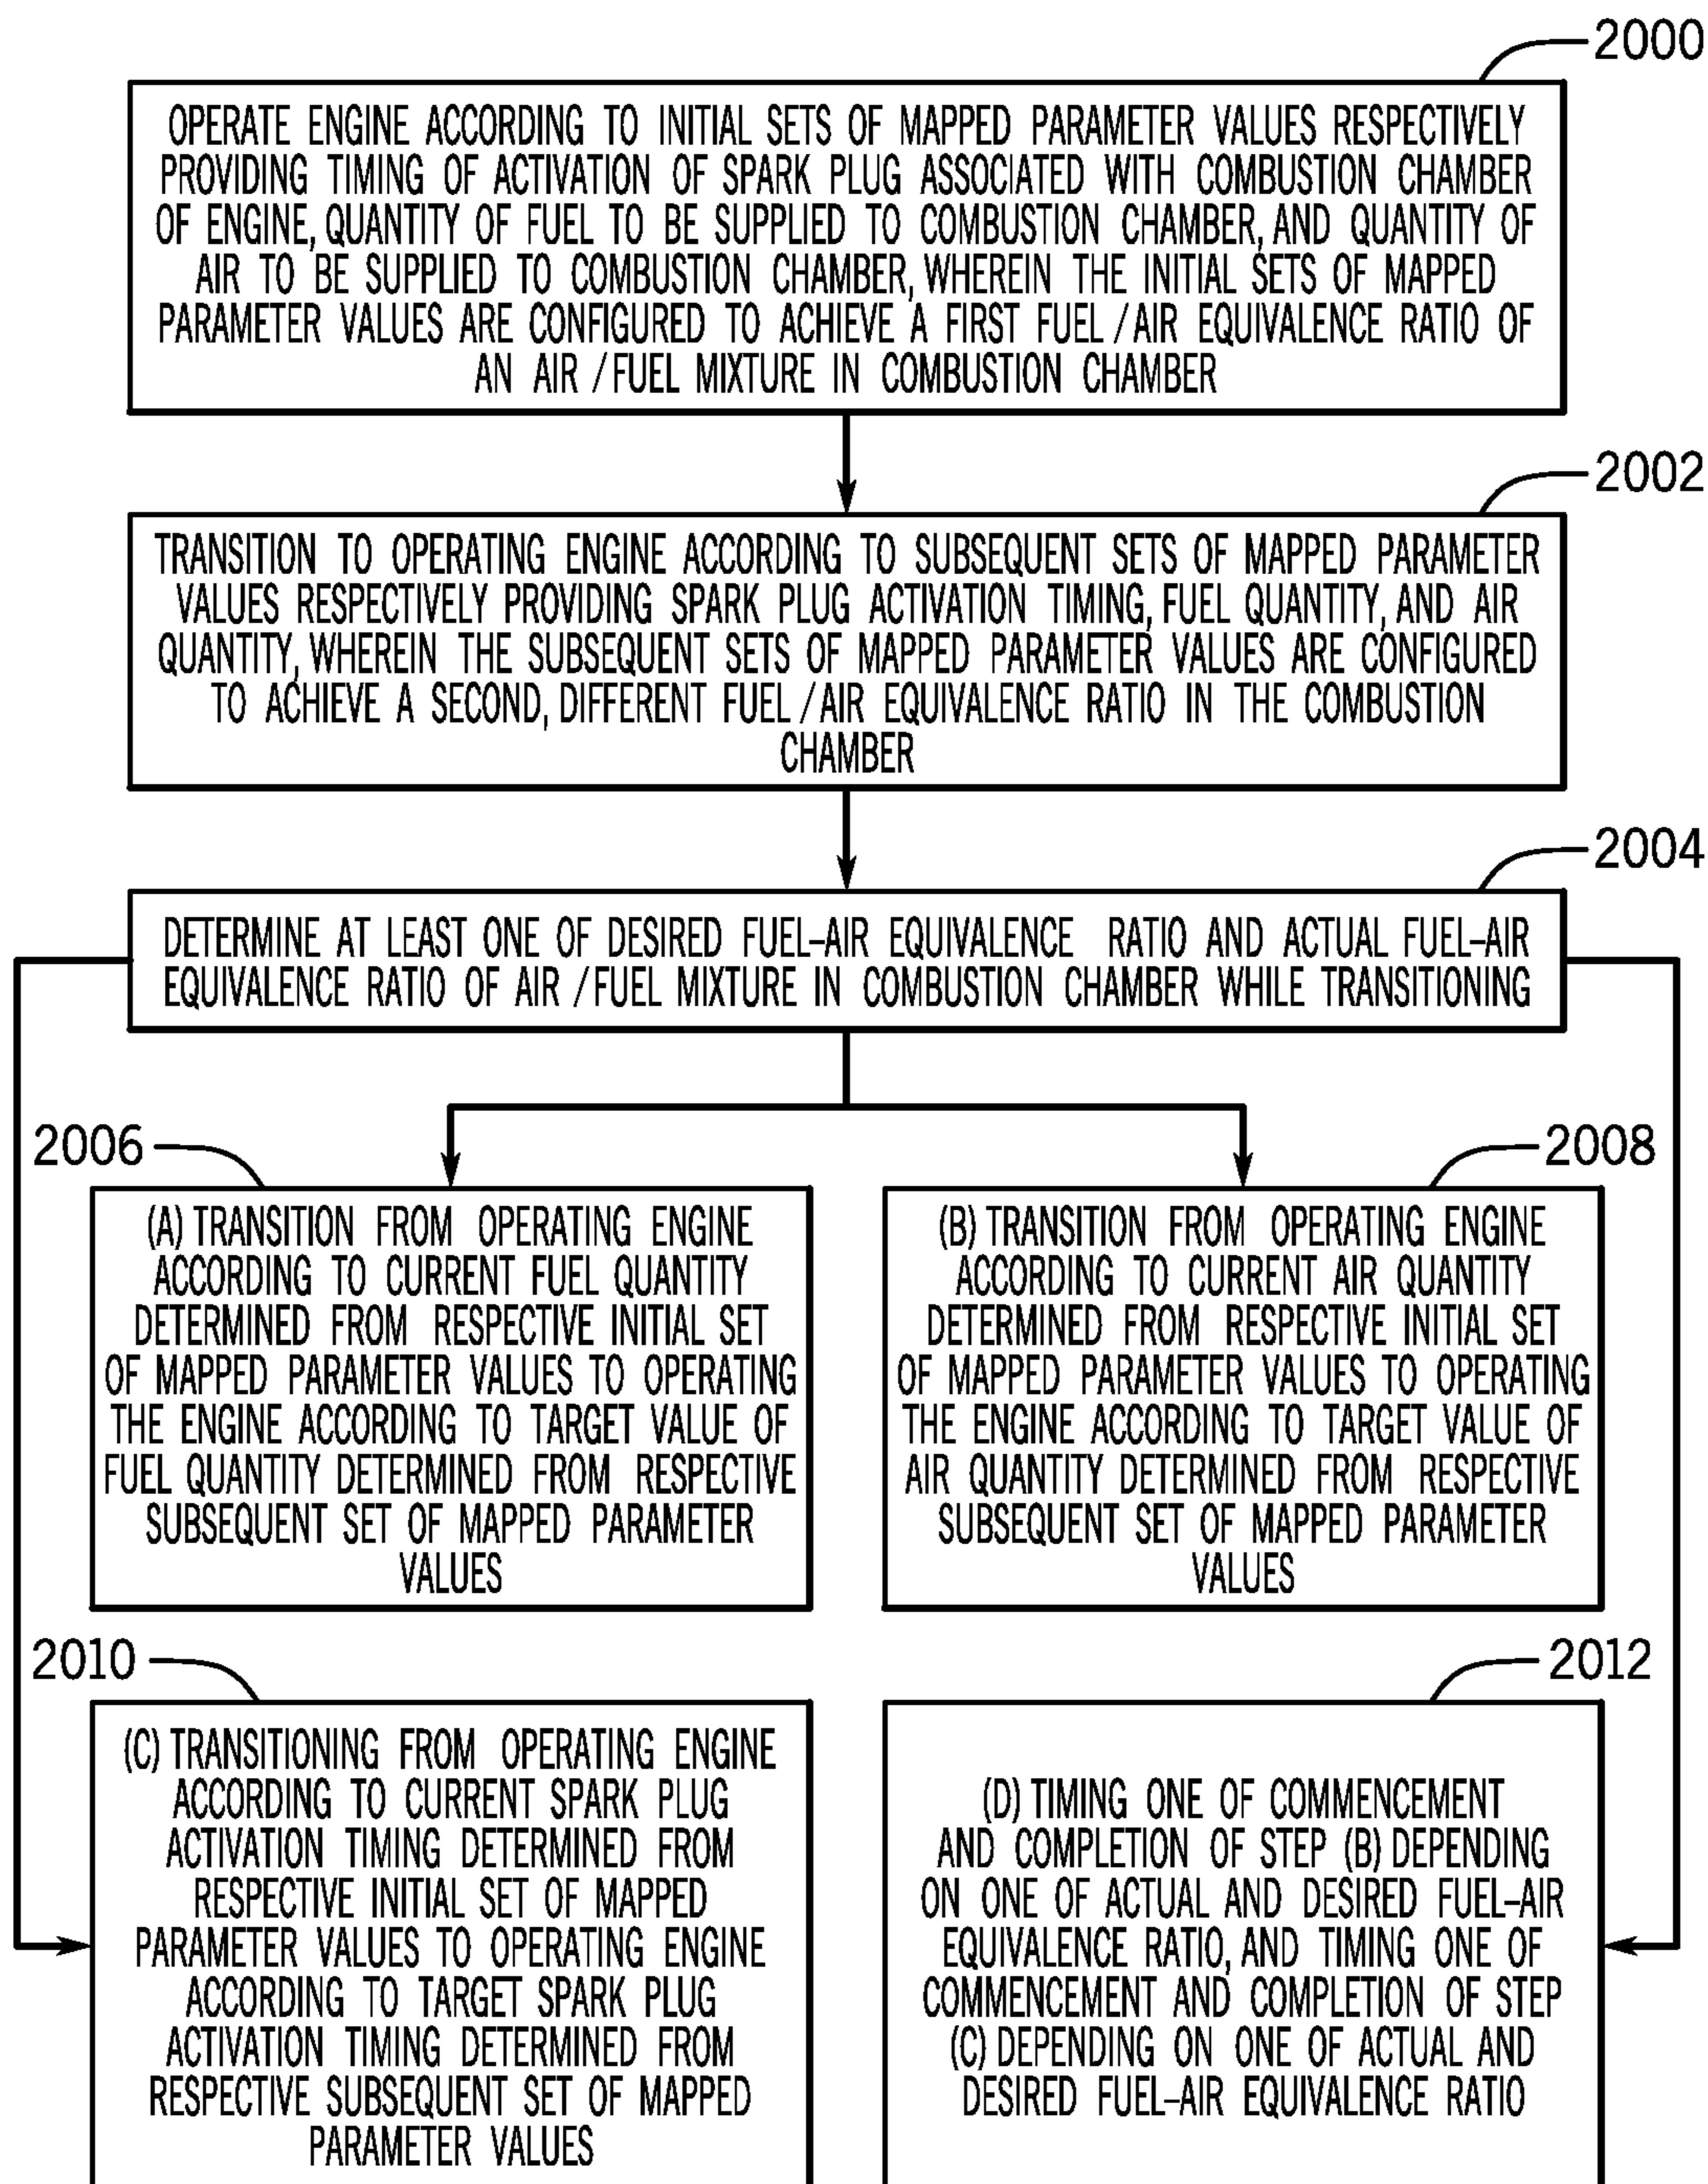 2000
OPERATE ENGINE ACCORDING TO INITIAL SETS OF MAPPED PARAMETER VALUES RESPECTIVELY
PROVIDING TIMING OF ACTIVATION OF SPARK PLUG ASSOCIATED WITH COMBUSTION CHAMBER
OF ENGINE, QUANTITY OF FUEL TO BE SUPPLIED TO COMBUSTION CHAMBER, AND QUANTITY OF
AIR TO BE SUPPLIED TO COMBUSTION CHAMBER, WHEREIN THE INITIAL SETS OF MAPPED
PARAMETER VALUES ARE CONFIGURED TO ACHIEVE A FIRST FUEL/AIR EQUIVALENCE RATIO OF
AN AIR/FUEL MIXTURE IN COMBUSTION CHAMBER
2002
TRANSITION TO OPERATING ENGINE ACCORDING TO SUBSEQUENT SETS OF MAPPED PARAMETER
VALUES RESPECTIVELY PROVIDING SPARK PLUG ACTIVATION TIMING, FUEL QUANTITY, AND AIR
QUANTITY, WHEREIN THE SUBSEQUENT SETS OF MAPPED PARAMETER VALUES ARE CONFIGURED
TO ACHIEVE A SECOND, DIFFERENT FUEL/AIR EQUIVALENCE RATIO IN THE COMBUSTION
CHAMBER
2004
DETERMINE AT LEAST ONE OF DESIRED FUEL–AIR EQUIVALENCE RATIO AND ACTUAL FUEL–AIR
EQUIVALENCE RATIO OF AIR/FUEL MIXTURE IN COMBUSTION CHAMBER WHILE TRANSITIONING
2006
(A) TRANSITION FROM OPERATING ENGINE
ACCORDING TO CURRENT FUEL QUANTITY
DETERMINED FROM RESPECTIVE INITIAL SET
OF MAPPED PARAMETER VALUES TO OPERATING
THE ENGINE ACCORDING TO TARGET VALUE OF
FUEL QUANTITY DETERMINED FROM RESPECTIVE
SUBSEQUENT SET OF MAPPED PARAMETER
VALUES
2008
(B) TRANSITION FROM OPERATING ENGINE
ACCORDING TO CURRENT AIR QUANTITY
DETERMINED FROM RESPECTIVE INITIAL SET
OF MAPPED PARAMETER VALUES TO OPERATING
THE ENGINE ACCORDING TO TARGET VALUE OF
AIR QUANTITY DETERMINED FROM RESPECTIVE
SUBSEQUENT SET OF MAPPED PARAMETER
VALUES
2010
(C) TRANSITIONING FROM OPERATING ENGINE
ACCORDING TO CURRENT SPARK PLUG
ACTIVATION TIMING DETERMINED FROM
RESPECTIVE INITIAL SET OF MAPPED
PARAMETER VALUES TO OPERATING ENGINE
ACCORDING TO TARGET SPARK PLUG
ACTIVATION TIMING DETERMINED FROM
RESPECTIVE SUBSEQUENT SET OF MAPPED
PARAMETER VALUES
2012
(D) TIMING ONE OF COMMENCEMENT
AND COMPLETION OF STEP (B) DEPENDING
ON ONE OF ACTUAL AND DESIRED FUEL–AIR
EQUIVALENCE RATIO, AND TIMING ONE OF
COMMENCEMENT AND COMPLETION OF STEP
(C) DEPENDING ON ONE OF ACTUAL AND
DESIRED FUEL–AIR EQUIVALENCE RATIO